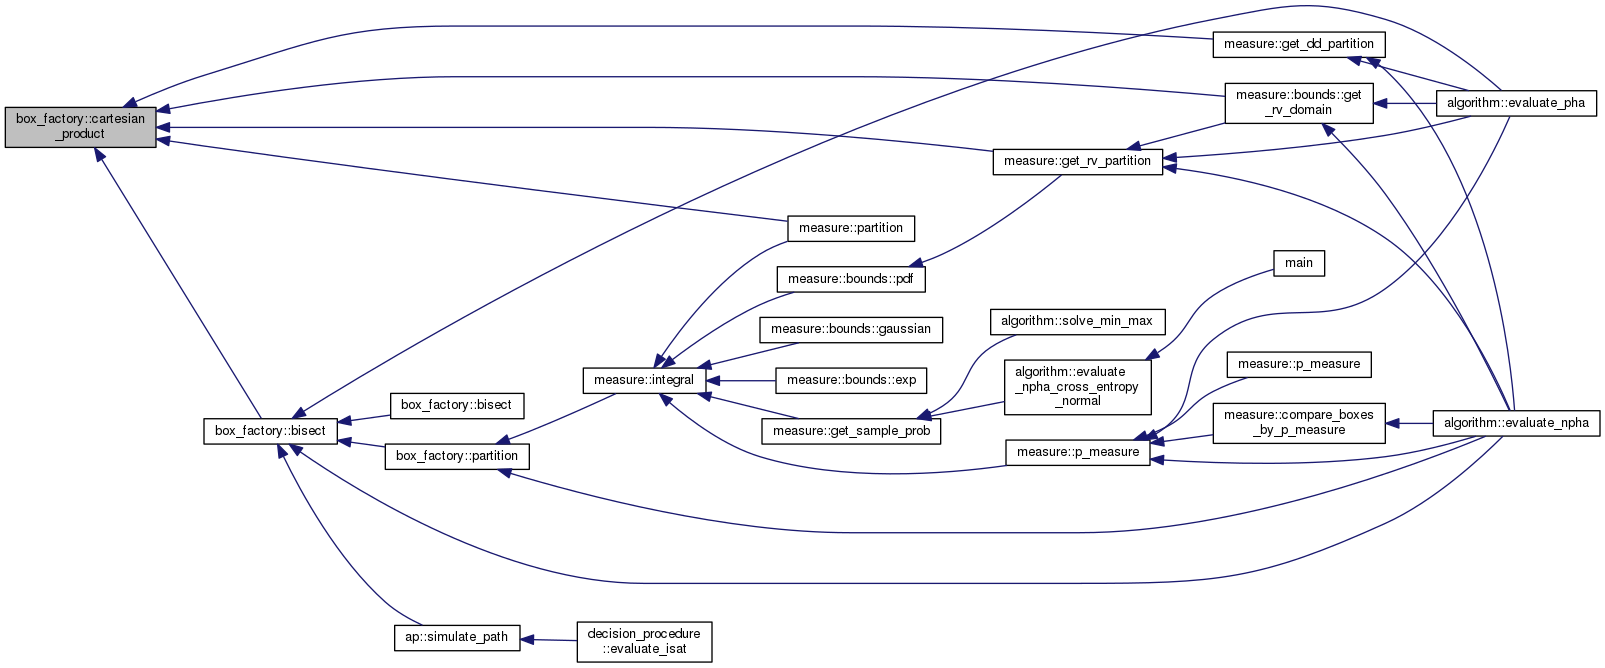 measure::get_dd_partition
measure::bounds::get
_rv_domain
algorithm::evaluate_pha
box_factory::cartesian
_product
measure::get_rv_partition
measure::partition
main
measure::bounds::pdf
algorithm::solve_min_max
measure::bounds::gaussian
measure::p_measure
algorithm::evaluate
_npha_cross_entropy
_normal
measure::integral
measure::bounds::exp
box_factory::bisect
measure::compare_boxes
_by_p_measure
algorithm::evaluate_npha
box_factory::bisect
measure::get_sample_prob
measure::p_measure
box_factory::partition
ap::simulate_path
decision_procedure
::evaluate_isat